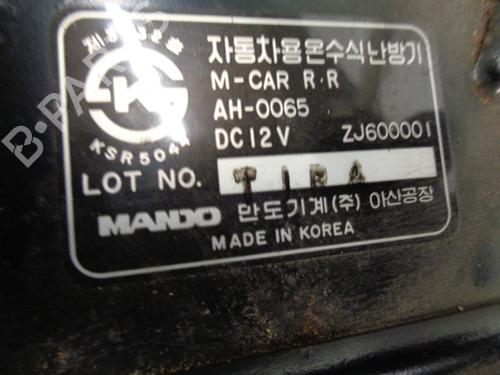 자동차용온수식난방기
M-CAR R·R
AH-0065
DC12V ZJ600001
LOT NO.
MANDO 만도기계(주) 아산공장
MADE IN KOREA